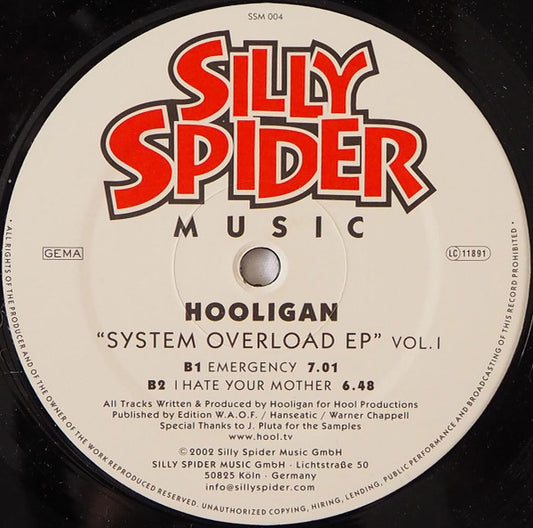 SSM 004
SILLY
SPIDER
MUSIC
GEMA
LC 11891
HOOLIGAN
"SYSTEM OVERLOAD EP" VOL.I
B1 EMERGENCY 7.01
B2 I HATE YOUR MOTHER 6.48
All Tracks Written & Produced by Hooligan for Hool Productions
Published by Edition W.A.O.F. / Hanseatic / Warner Chappell
Special Thanks to J. Pluta for the Samples
www.hool.tv
©2002 Silly Spider Music GmbH
SILLY SPIDER MUSIC GmbH · Lichtstraße 50
50825 Köln · Germany
info@sillyspider.com
• ALL RIGHTS OF THE PRODUCER AND OF THE OWNER OF THE WORK REPRODUCED RESERVED. UNAUTHORIZED COPYING, HIRING, LENDING, PUBLIC PERFORMANCE AND BROADCASTING OF THIS RECORD PROHIBITED •